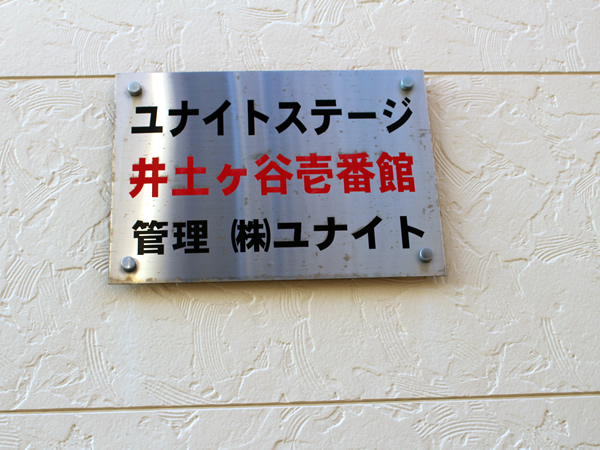 ユナイトステージ
井土ヶ谷壱番館
管理 ㈱ユナイト